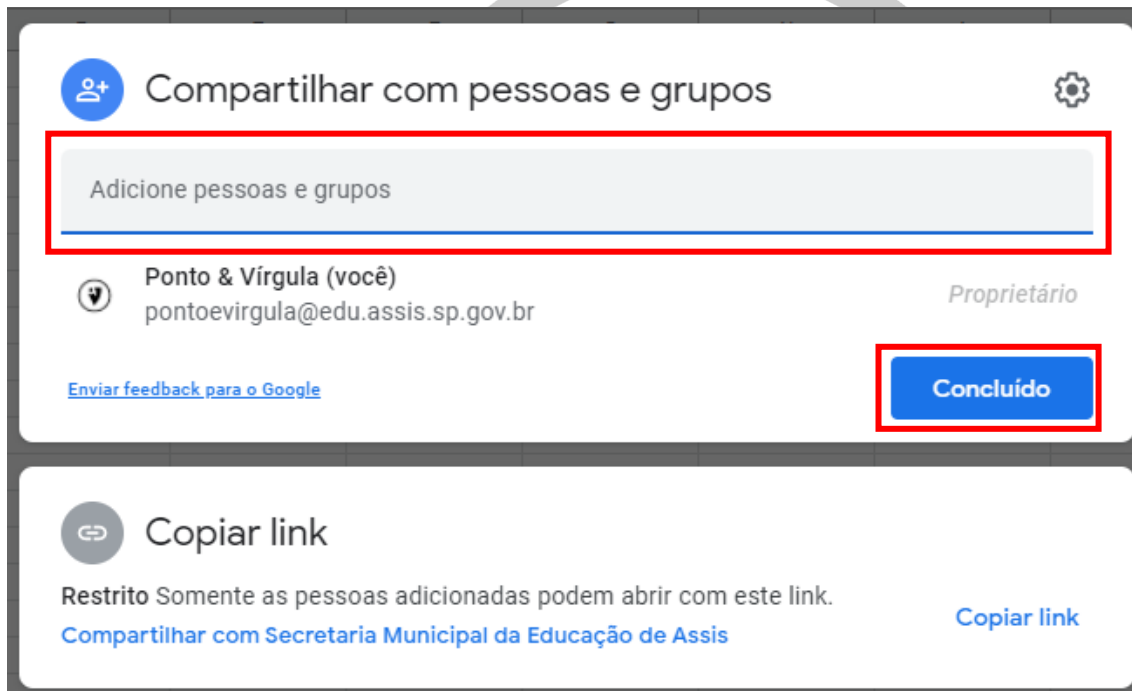 Compartilhar com pessoas e grupos
Adicione pessoas e grupos
Ponto & Vírgula (você)
pontoevirgula@edu.assis.sp.gov.br
Proprietário
Enviar feedback para o Google
Concluído
Copiar link
Restrito Somente as pessoas adicionadas podem abrir com este link.
Compartilhar com Secretaria Municipal da Educação de Assis
Copiar link